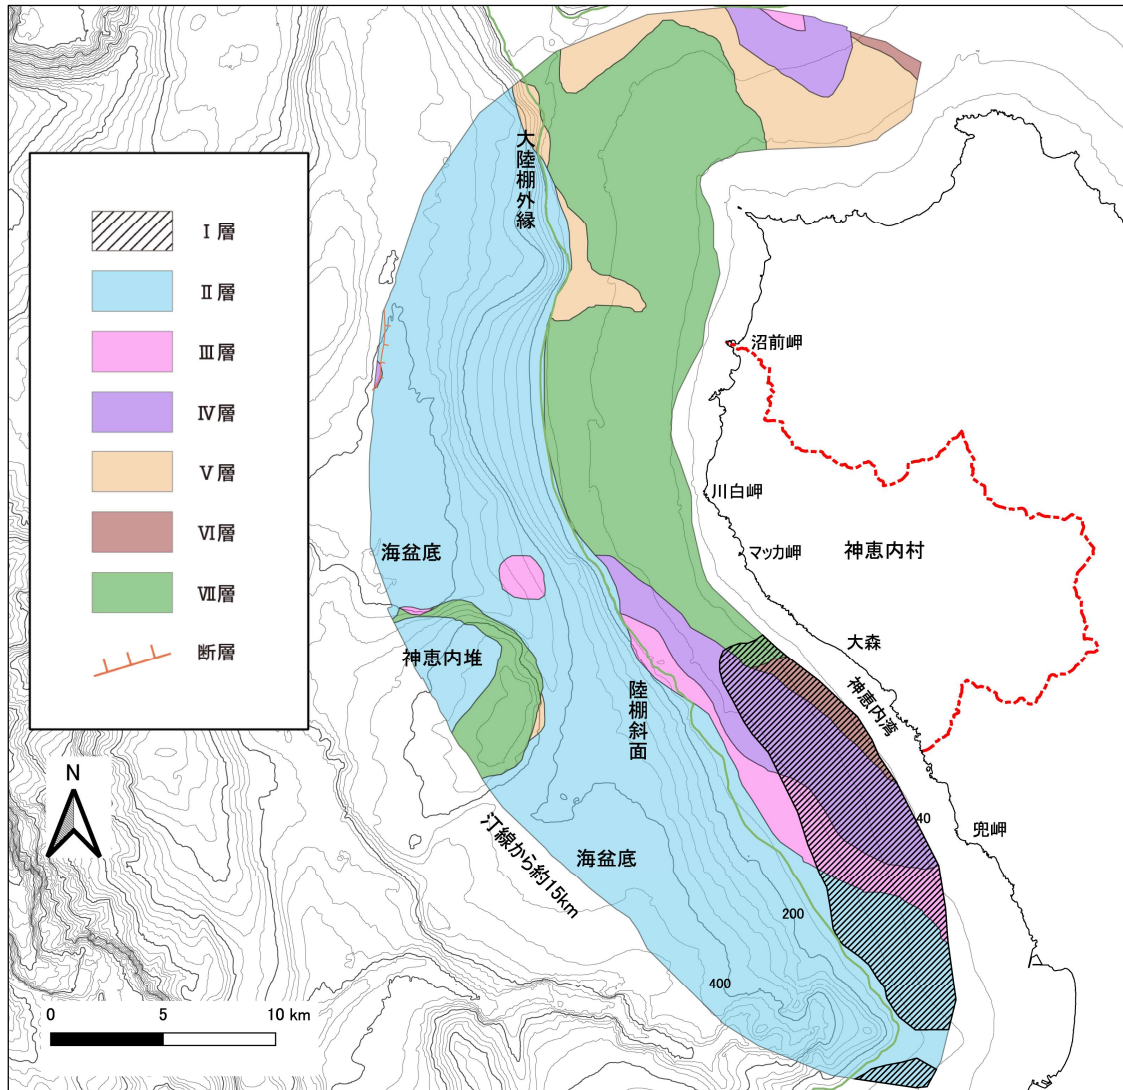 Ⅰ層
Ⅱ層
Ⅲ層
Ⅳ層
Ⅴ層
Ⅵ層
Ⅶ層
断層
N
0 5 10 km
大陸棚外縁
沼前岬
川白岬
マッカ岬
神恵内村
海盆底
大森
神恵内堆
神恵内湾
陸棚斜面
汀線から約15km
海盆底
40
兜岬
200
400